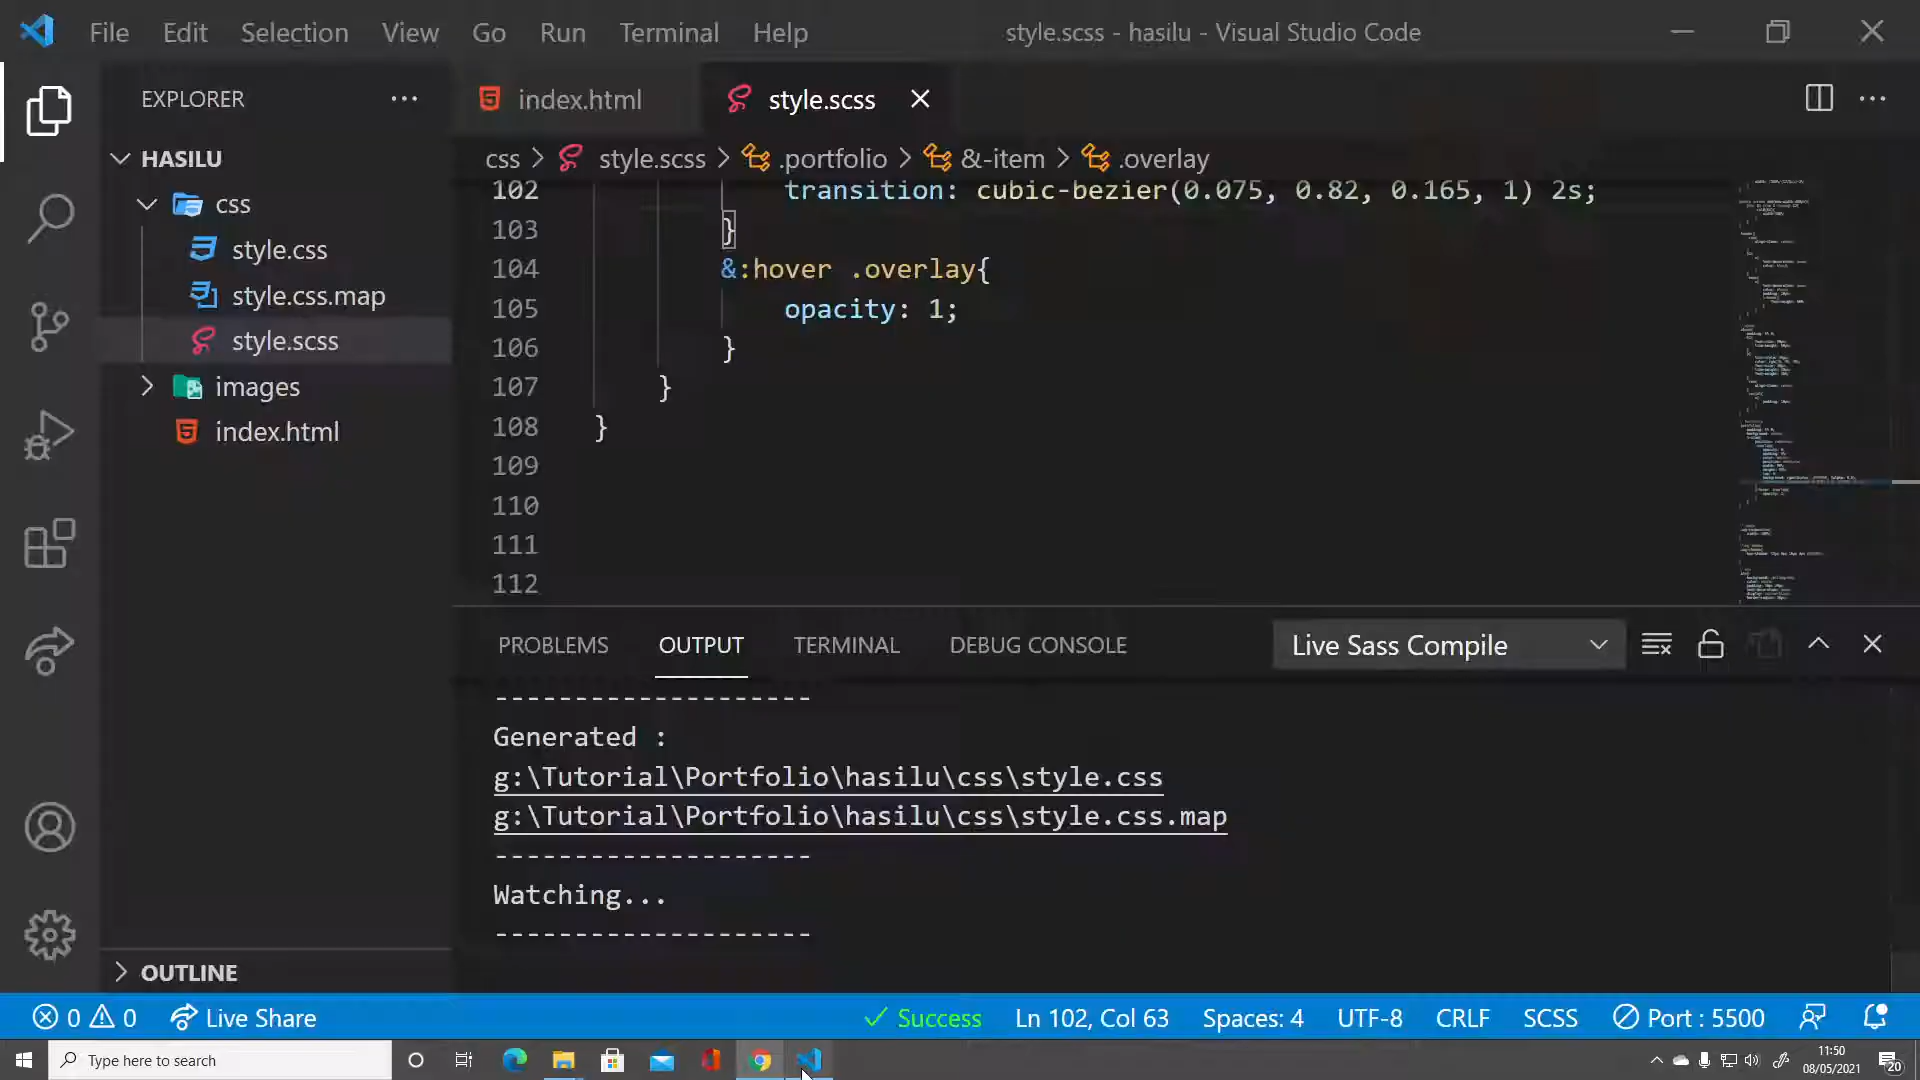 File Edit Selection View Go Run Terminal Help style.scss - hasilu - Visual Studio Code
EXPLORER
HASILU
css
style.css
style.css.map
style.scss
images
index.html
OUTLINE
index.html style.scss
css style.scss .portfolio &-item .overlay
102 transition: cubic-bezier(0.075, 0.82, 0.165, 1) 2s;
103 }
104 &:hover .overlay{
105 opacity: 1;
106 }
107 }
108 }
109
110
111
112
PROBLEMS OUTPUT TERMINAL DEBUG CONSOLE Live Sass Compile
--------------------
Generated :
g:\Tutorial\Portfolio\hasilu\css\style.css
g:\Tutorial\Portfolio\hasilu\css\style.css.map
--------------------
Watching...
--------------------
0 0 Live Share Success Ln 102, Col 63 Spaces: 4 UTF-8 CRLF SCSS Port : 5500
Type here to search
11:50
08/05/2021
20